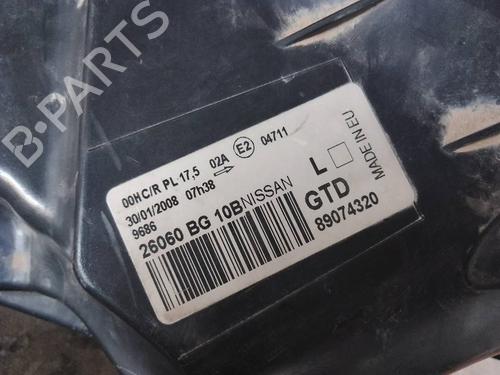 B-PARTS
00HC/R PL 17,5 02A E2 04711
30/01/2008 07h38
9686
L
26060 BG 10B NISSAN
GTD
89074320
MADE IN EU